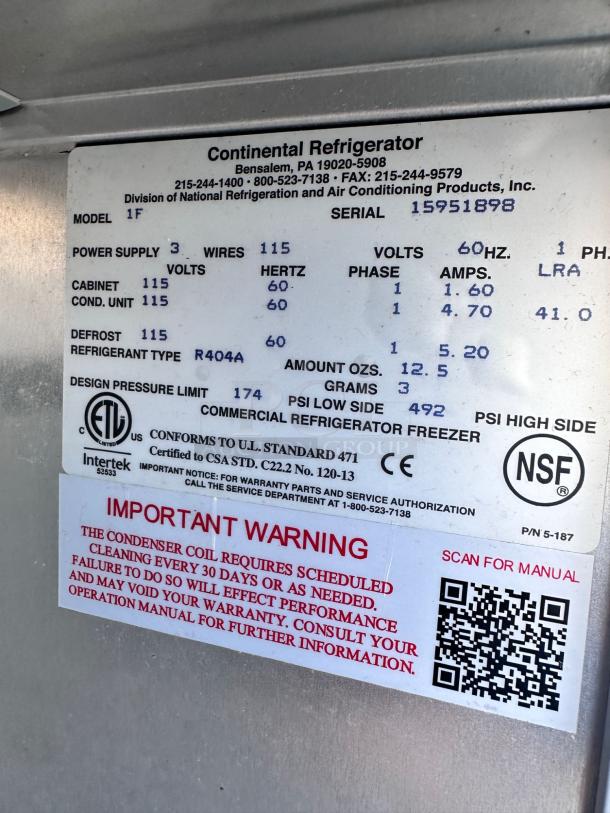 Continental Refrigerator
Bensalem, PA 19020-5908
215-244-1400 · 800-523-7138 · FAX: 215-244-9579
Division of National Refrigeration and Air Conditioning Products, Inc.
MODEL 1F SERIAL 15951898
POWER SUPPLY 3 WIRES 115 VOLTS 60 HZ. 1 PH.
VOLTS HERTZ PHASE AMPS. LRA
CABINET 115 60 1 1.60
COND. UNIT 115 60 1 4.70 41.0
DEFROST 115 60 1 5.20
REFRIGERANT TYPE R404A AMOUNT OZS. 12.5
GRAMS 3
DESIGN PRESSURE LIMIT 174 PSI LOW SIDE 492 PSI HIGH SIDE
COMMERCIAL REFRIGERATOR FREEZER
ETL
LISTED
C US
Intertek
53533
CONFORMS TO U.L. STANDARD 471
Certified to CSA STD. C22.2 No. 120-13
CE
NSF
®
IMPORTANT NOTICE: FOR WARRANTY PARTS AND SERVICE AUTHORIZATION
CALL THE SERVICE DEPARTMENT AT 1-800-523-7138
P/N 5-187
IMPORTANT WARNING
THE CONDENSER COIL REQUIRES SCHEDULED
CLEANING EVERY 30 DAYS OR AS NEEDED.
FAILURE TO DO SO WILL EFFECT PERFORMANCE
AND MAY VOID YOUR WARRANTY. CONSULT YOUR
OPERATION MANUAL FOR FURTHER INFORMATION.
SCAN FOR MANUAL